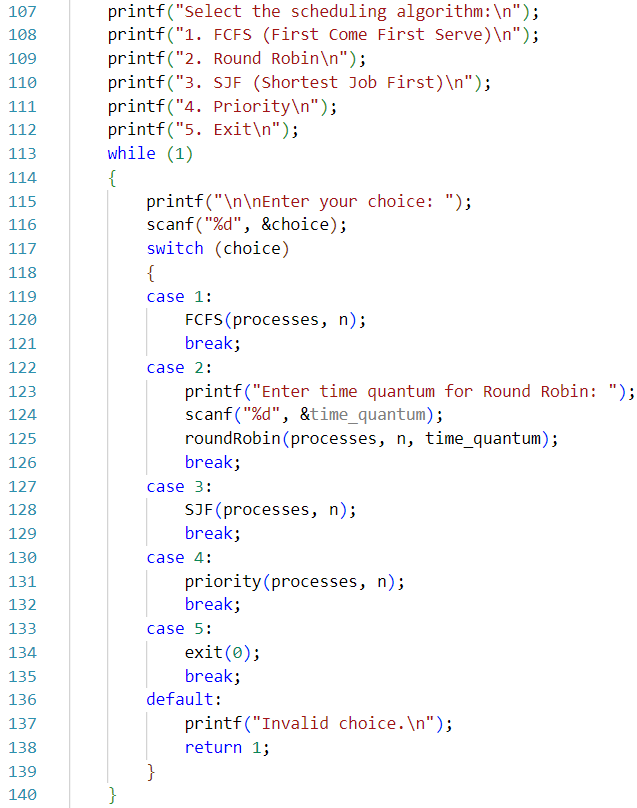 107 printf("Select the scheduling algorithm:\n");
108 printf("1. FCFS (First Come First Serve)\n");
109 printf("2. Round Robin\n");
110 printf("3. SJF (Shortest Job First)\n");
111 printf("4. Priority\n");
112 printf("5. Exit\n");
113 while (1)
114 {
115 printf("\n\nEnter your choice: ");
116 scanf("%d", &choice);
117 switch (choice)
118 {
119 case 1:
120 FCFS(processes, n);
121 break;
122 case 2:
123 printf("Enter time quantum for Round Robin: ");
124 scanf("%d", &time_quantum);
125 roundRobin(processes, n, time_quantum);
126 break;
127 case 3:
128 SJF(processes, n);
129 break;
130 case 4:
131 priority(processes, n);
132 break;
133 case 5:
134 exit(0);
135 break;
136 default:
137 printf("Invalid choice.\n");
138 return 1;
139 }
140 }